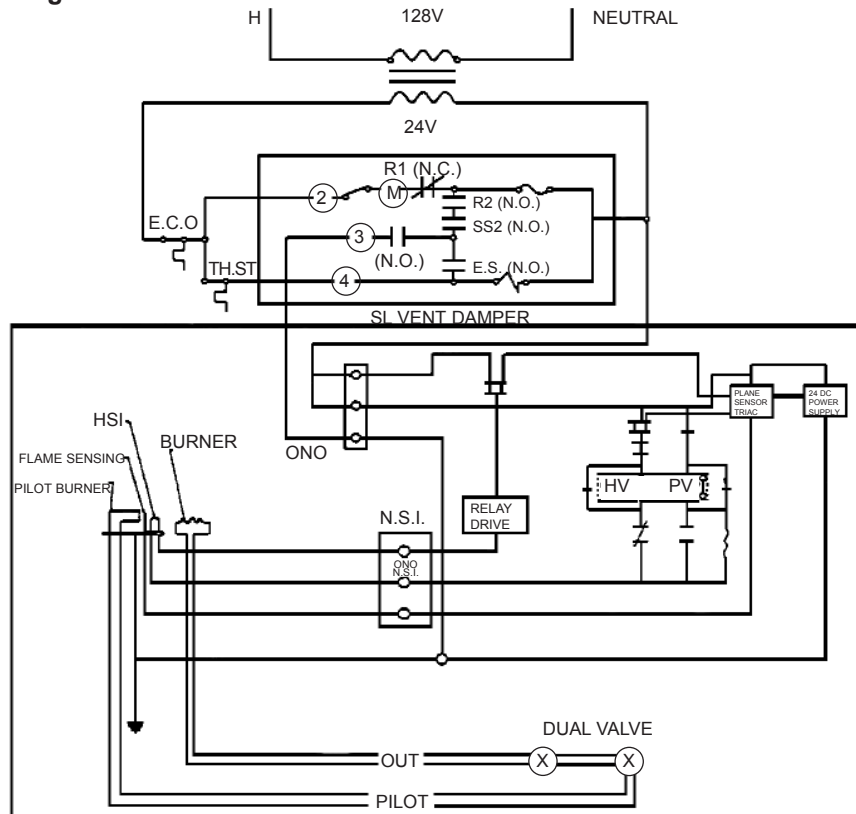 g
H 128V NEUTRAL
24V
R1 (N.C.)
2 M
R2 (N.O.)
SS2 (N.O.)
E.C.O
3
(N.O.)
E.S. (N.O.)
TH.ST
4
SL VENT DAMPER
PLANE
SENSOR
TRIAC
24 DC
POWER
SUPPLY
HSI
BURNER
ONO
FLAME SENSING
PILOT BURNER
HV PV
N.S.I.
RELAY
DRIVE
ONO
N.S.I.
DUAL VALVE
OUT X X
PILOT